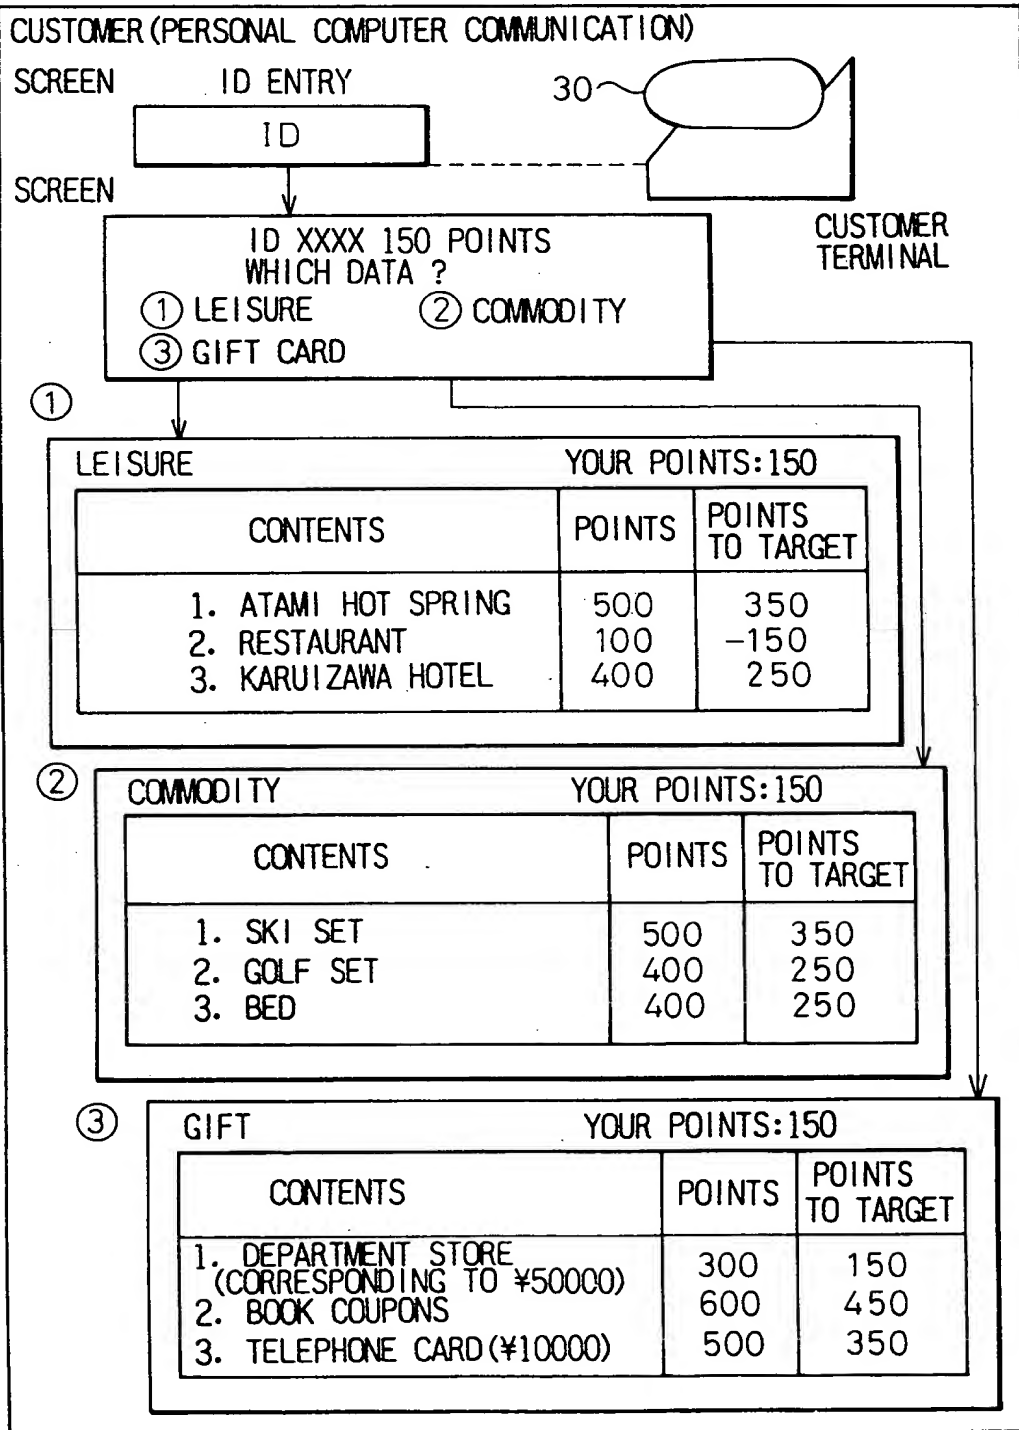 CUSTOMER (PERSONAL COMPUTER COMMUNICATION)
SCREEN ID ENTRY 30
ID
SCREEN
CUSTOMER
TERMINAL
ID XXXX 150 POINTS
WHICH DATA ?
① LEISURE ② COMMODITY
③ GIFT CARD
①
LEISURE YOUR POINTS:150
CONTENTS POINTS POINTS TO TARGET
1. ATAMI HOT SPRING 500 350
2. RESTAURANT 100 -150
3. KARUIZAWA HOTEL 400 250
②
COMMODITY YOUR POINTS:150
CONTENTS POINTS POINTS TO TARGET
1. SKI SET 500 350
2. GOLF SET 400 250
3. BED 400 250
③
GIFT YOUR POINTS:150
CONTENTS POINTS POINTS TO TARGET
1. DEPARTMENT STORE 300 150
(CORRESPONDING TO ¥50000)
2. BOOK COUPONS 600 450
3. TELEPHONE CARD(¥10000) 500 350